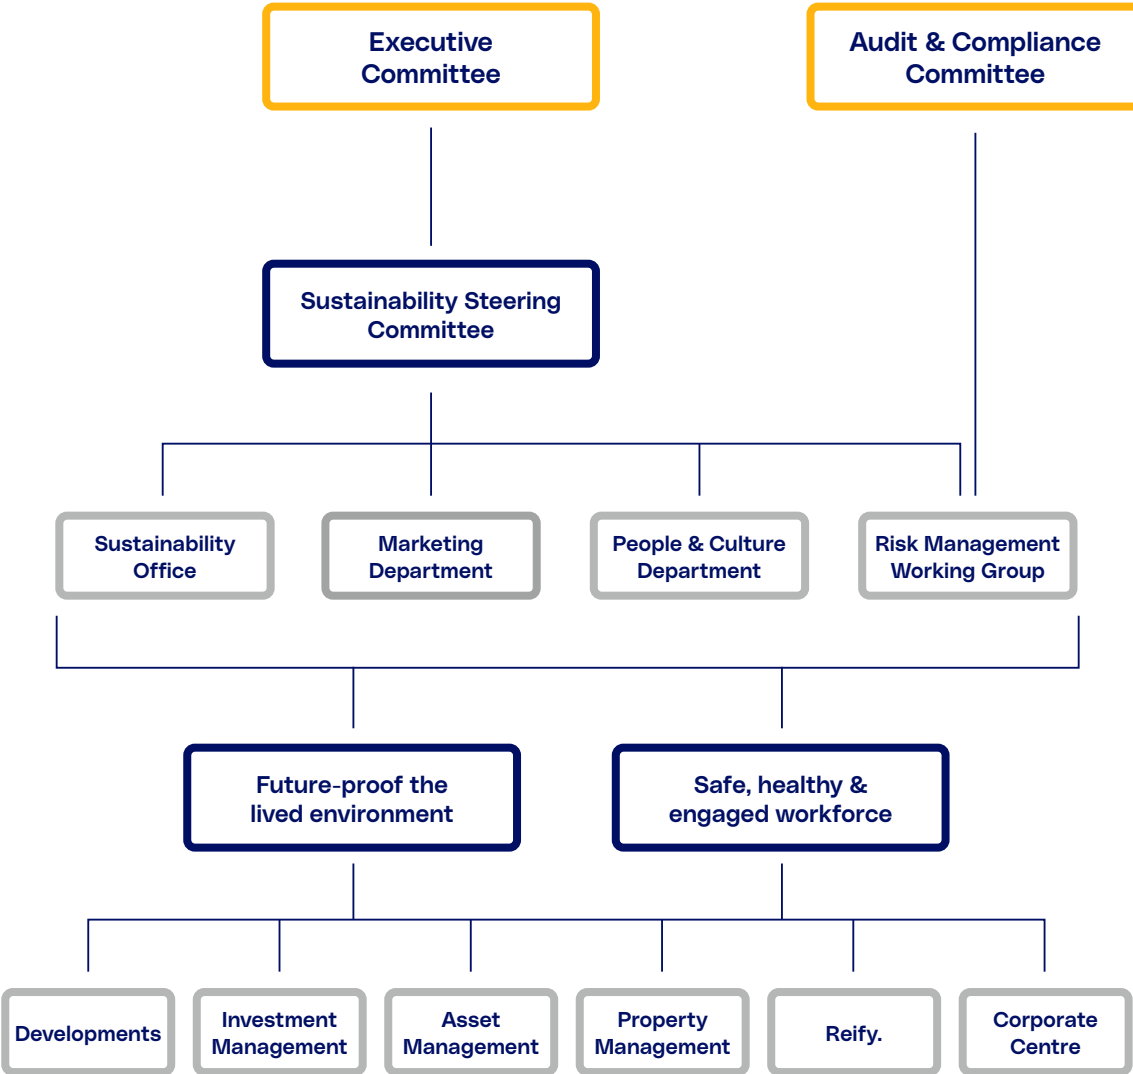 Executive
Committee
Audit & Compliance
Committee
Sustainability Steering
Committee
Sustainability
Office
Marketing
Department
People & Culture
Department
Risk Management
Working Group
Future-proof the
lived environment
Safe, healthy &
engaged workforce
Developments
Investment
Management
Asset
Management
Property
Management
Reify.
Corporate
Centre